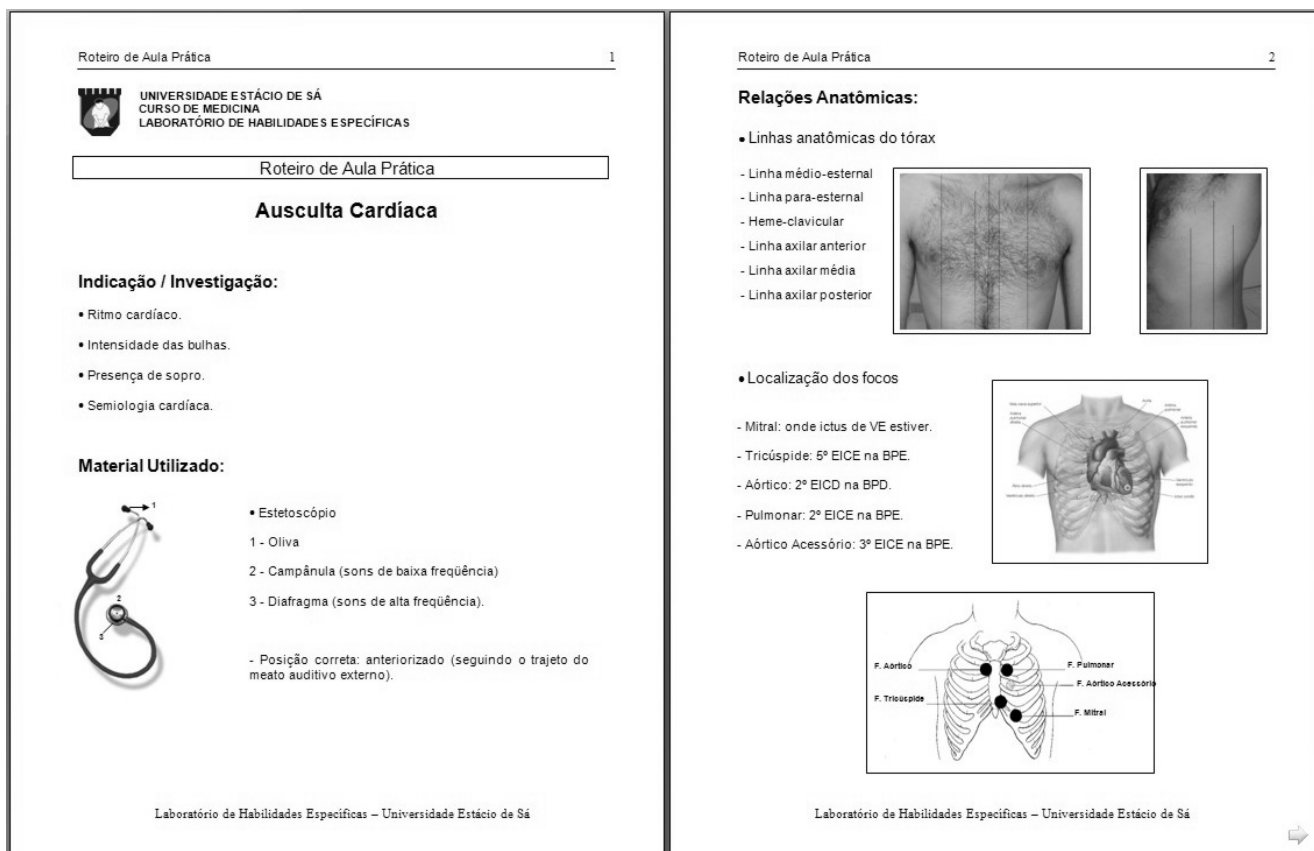 Roteiro de Aula Prática 1
UNIVERSIDADE ESTÁCIO DE SÁ
CURSO DE MEDICINA
LABORATÓRIO DE HABILIDADES ESPECÍFICAS
Roteiro de Aula Prática
Ausculta Cardíaca
Indicação / Investigação:
• Ritmo cardíaco.
• Intensidade das bulhas.
• Presença de sopro.
• Semiologia cardíaca.
Material Utilizado:
1
2
3
• Estetoscópio
1 - Oliva
2 - Campânula (sons de baixa freqüência)
3 - Diafragma (sons de alta freqüência).
- Posição correta: anteriorizado (seguindo o trajeto do
meato auditivo externo).
Laboratório de Habilidades Específicas – Universidade Estácio de Sá
Roteiro de Aula Prática 2
Relações Anatômicas:
• Linhas anatômicas do tórax
- Linha médio-esternal
- Linha para-esternal
- Heme-clavicular
- Linha axilar anterior
- Linha axilar média
- Linha axilar posterior
• Localização dos focos
- Mitral: onde ictus de VE estiver.
- Tricúspide: 5º EICE na BPE.
- Aórtico: 2º EICD na BPD.
- Pulmonar: 2º EICE na BPE.
- Aórtico Acessório: 3º EICE na BPE.
F. Aórtico
F. Pulmonar
F. Aórtico Acessório
F. Tricúspide
F. Mitral
Laboratório de Habilidades Específicas – Universidade Estácio de Sá